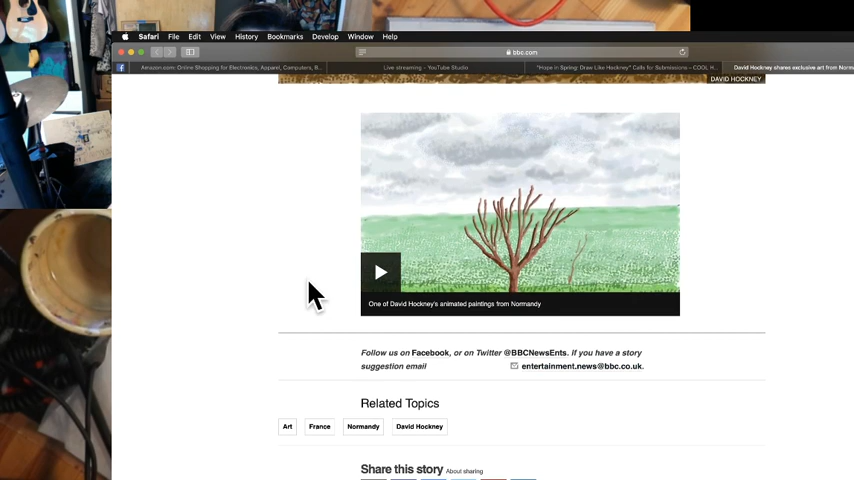 Safari File Edit View History Bookmarks Develop Window Help
bbc.com
Amazon.com: Online Shopping for Electronics, Apparel, Computers, B...
Live streaming - YouTube Studio
"Hope in Spring: Draw Like Hackney" Calls for Submissions – COOL H...
David Hockney shares exclusive art from Norma
DAVID HOCKNEY
One of David Hockney's animated paintings from Normandy
Follow us on Facebook, or on Twitter @BBCNewsEnts. If you have a story
suggestion email entertainment.news@bbc.co.uk.
Related Topics
Art France Normandy David Hockney
Share this story About sharing